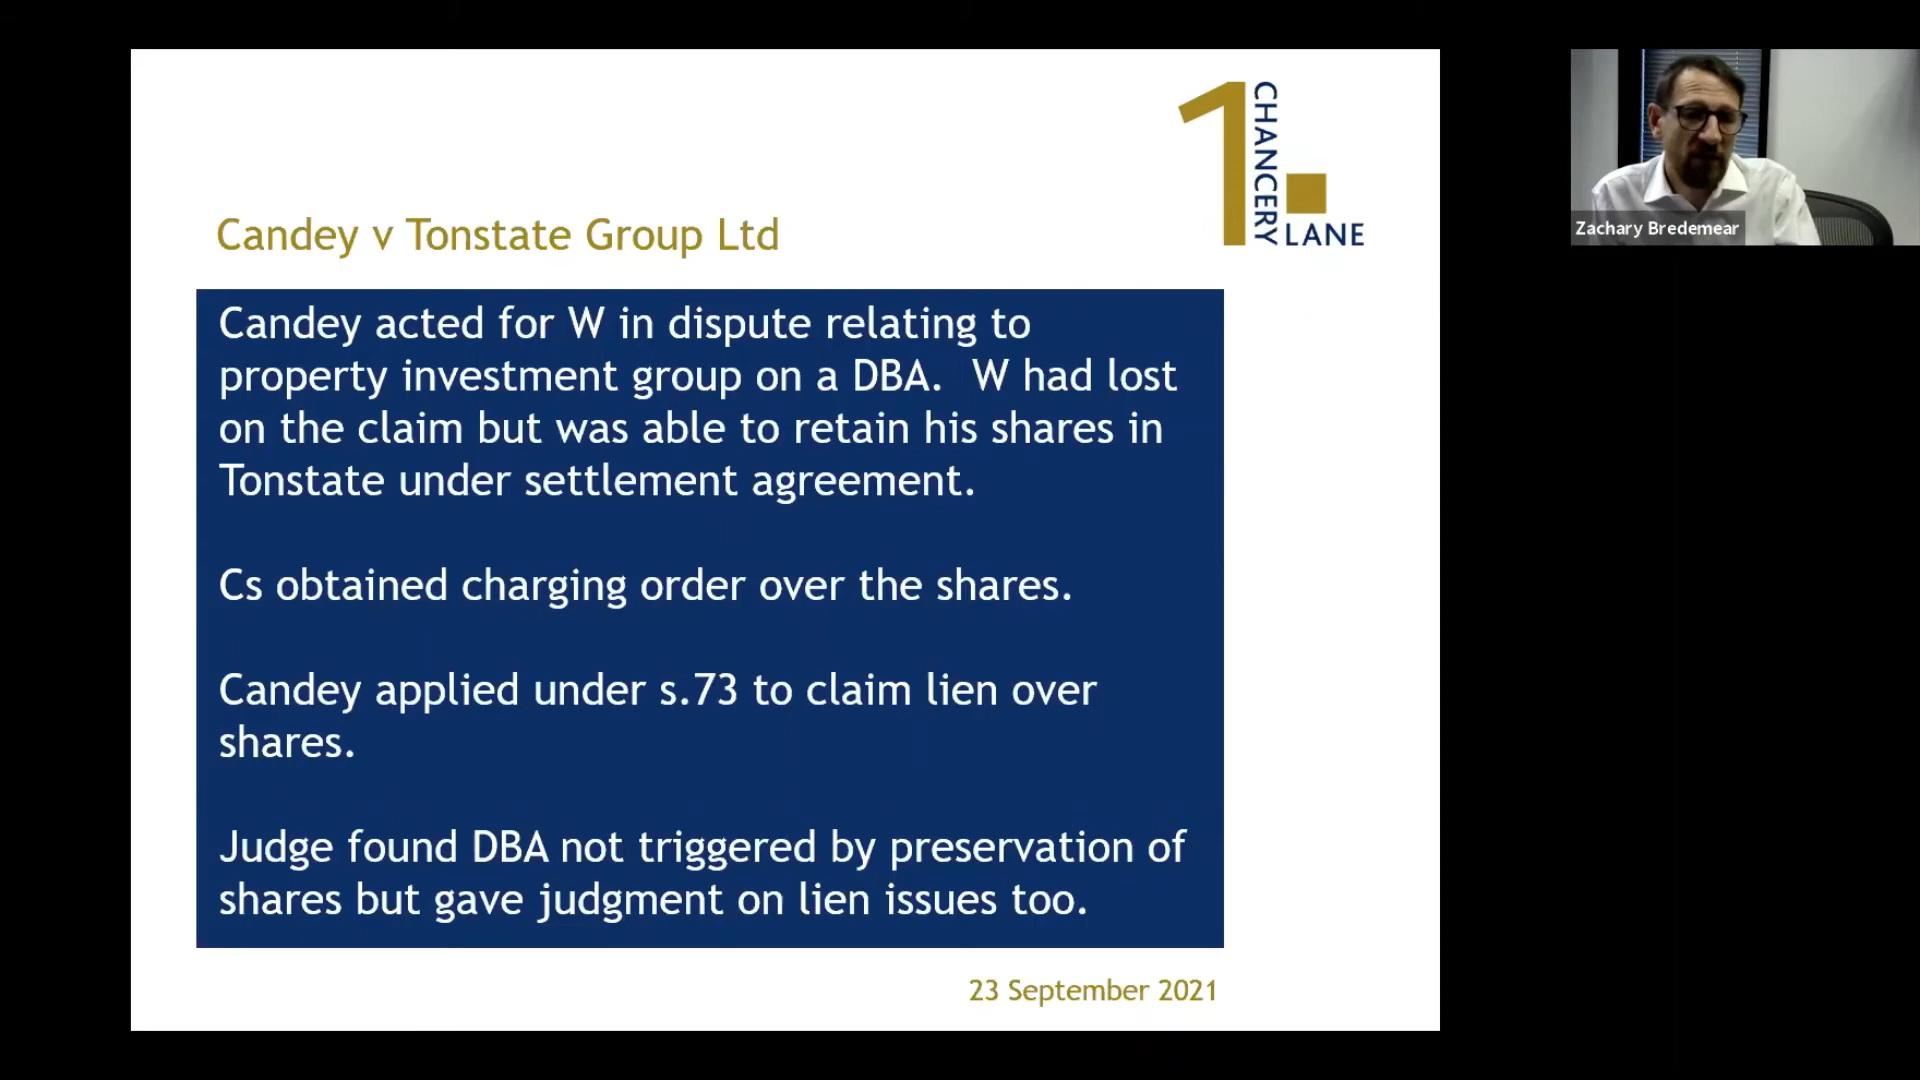 1 CHANCERY LANE
Zachary Bredemear
Candey v Tonstate Group Ltd
Candey acted for W in dispute relating to
property investment group on a DBA.  W had lost
on the claim but was able to retain his shares in
Tonstate under settlement agreement.
Cs obtained charging order over the shares.
Candey applied under s.73 to claim lien over
shares.
Judge found DBA not triggered by preservation of
shares but gave judgment on lien issues too.
23 September 2021